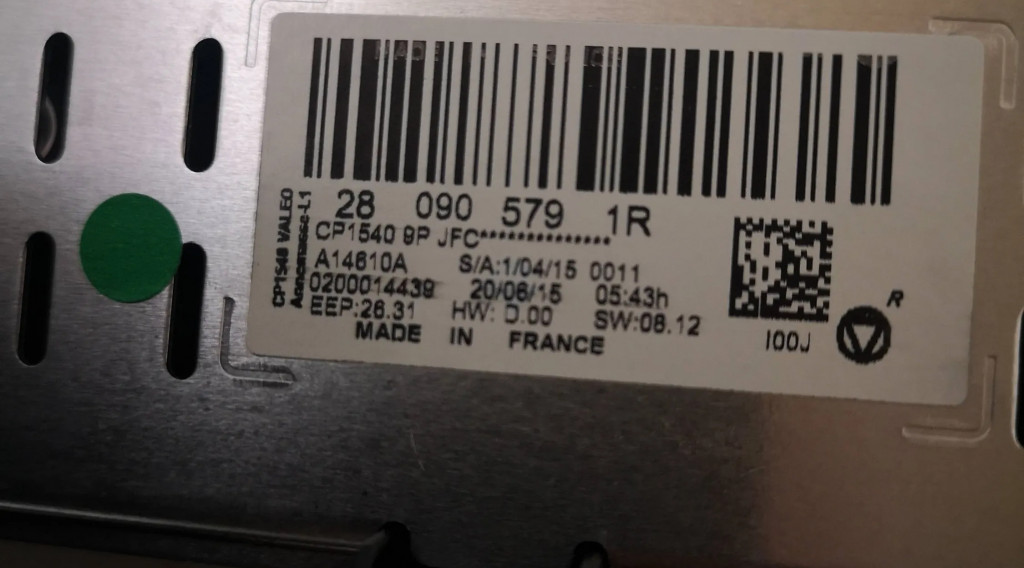 28 090 579 1R
CP1540 9P JFC**************
A14610A S/A:1/04/15 0011
0200014439 20/06/15 05:43h
EEP:26.31 HW: D.00 SW:08.12
MADE IN FRANCE
CP1540 VALEO
Annemasse-L1
I00J
R